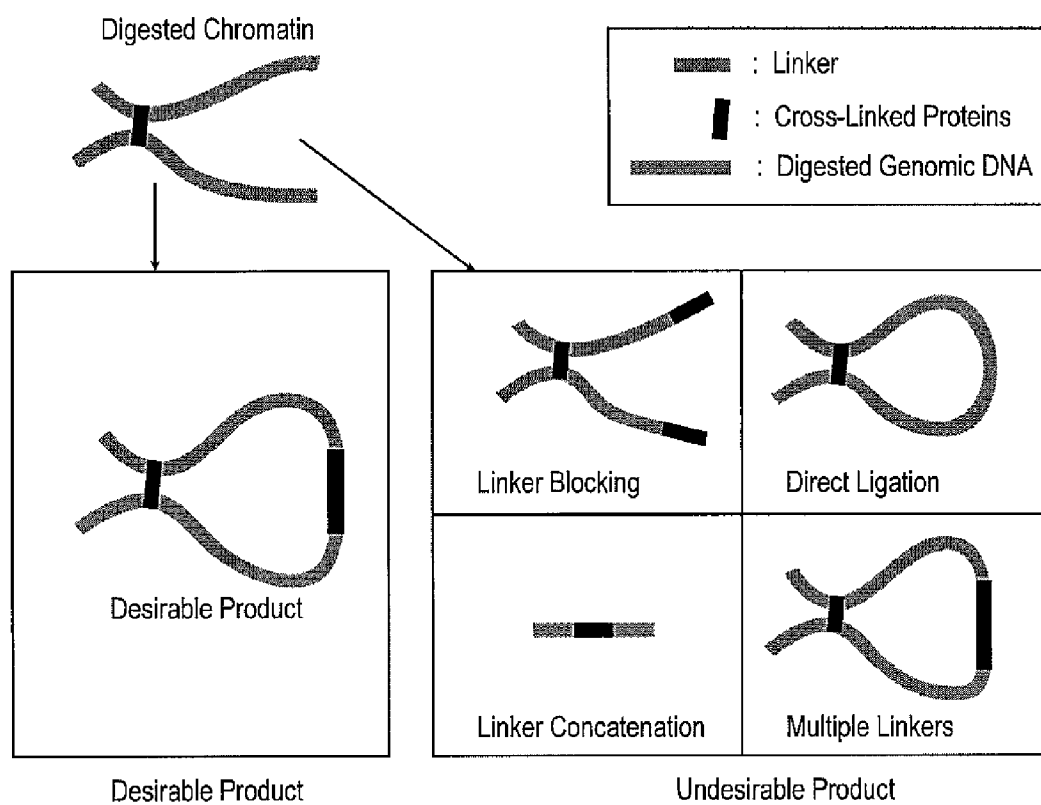 Digested Chromatin
: Linker
: Cross-Linked Proteins
: Digested Genomic DNA
Desirable Product
Linker Blocking
Direct Ligation
Linker Concatenation
Multiple Linkers
Desirable Product
Undesirable Product